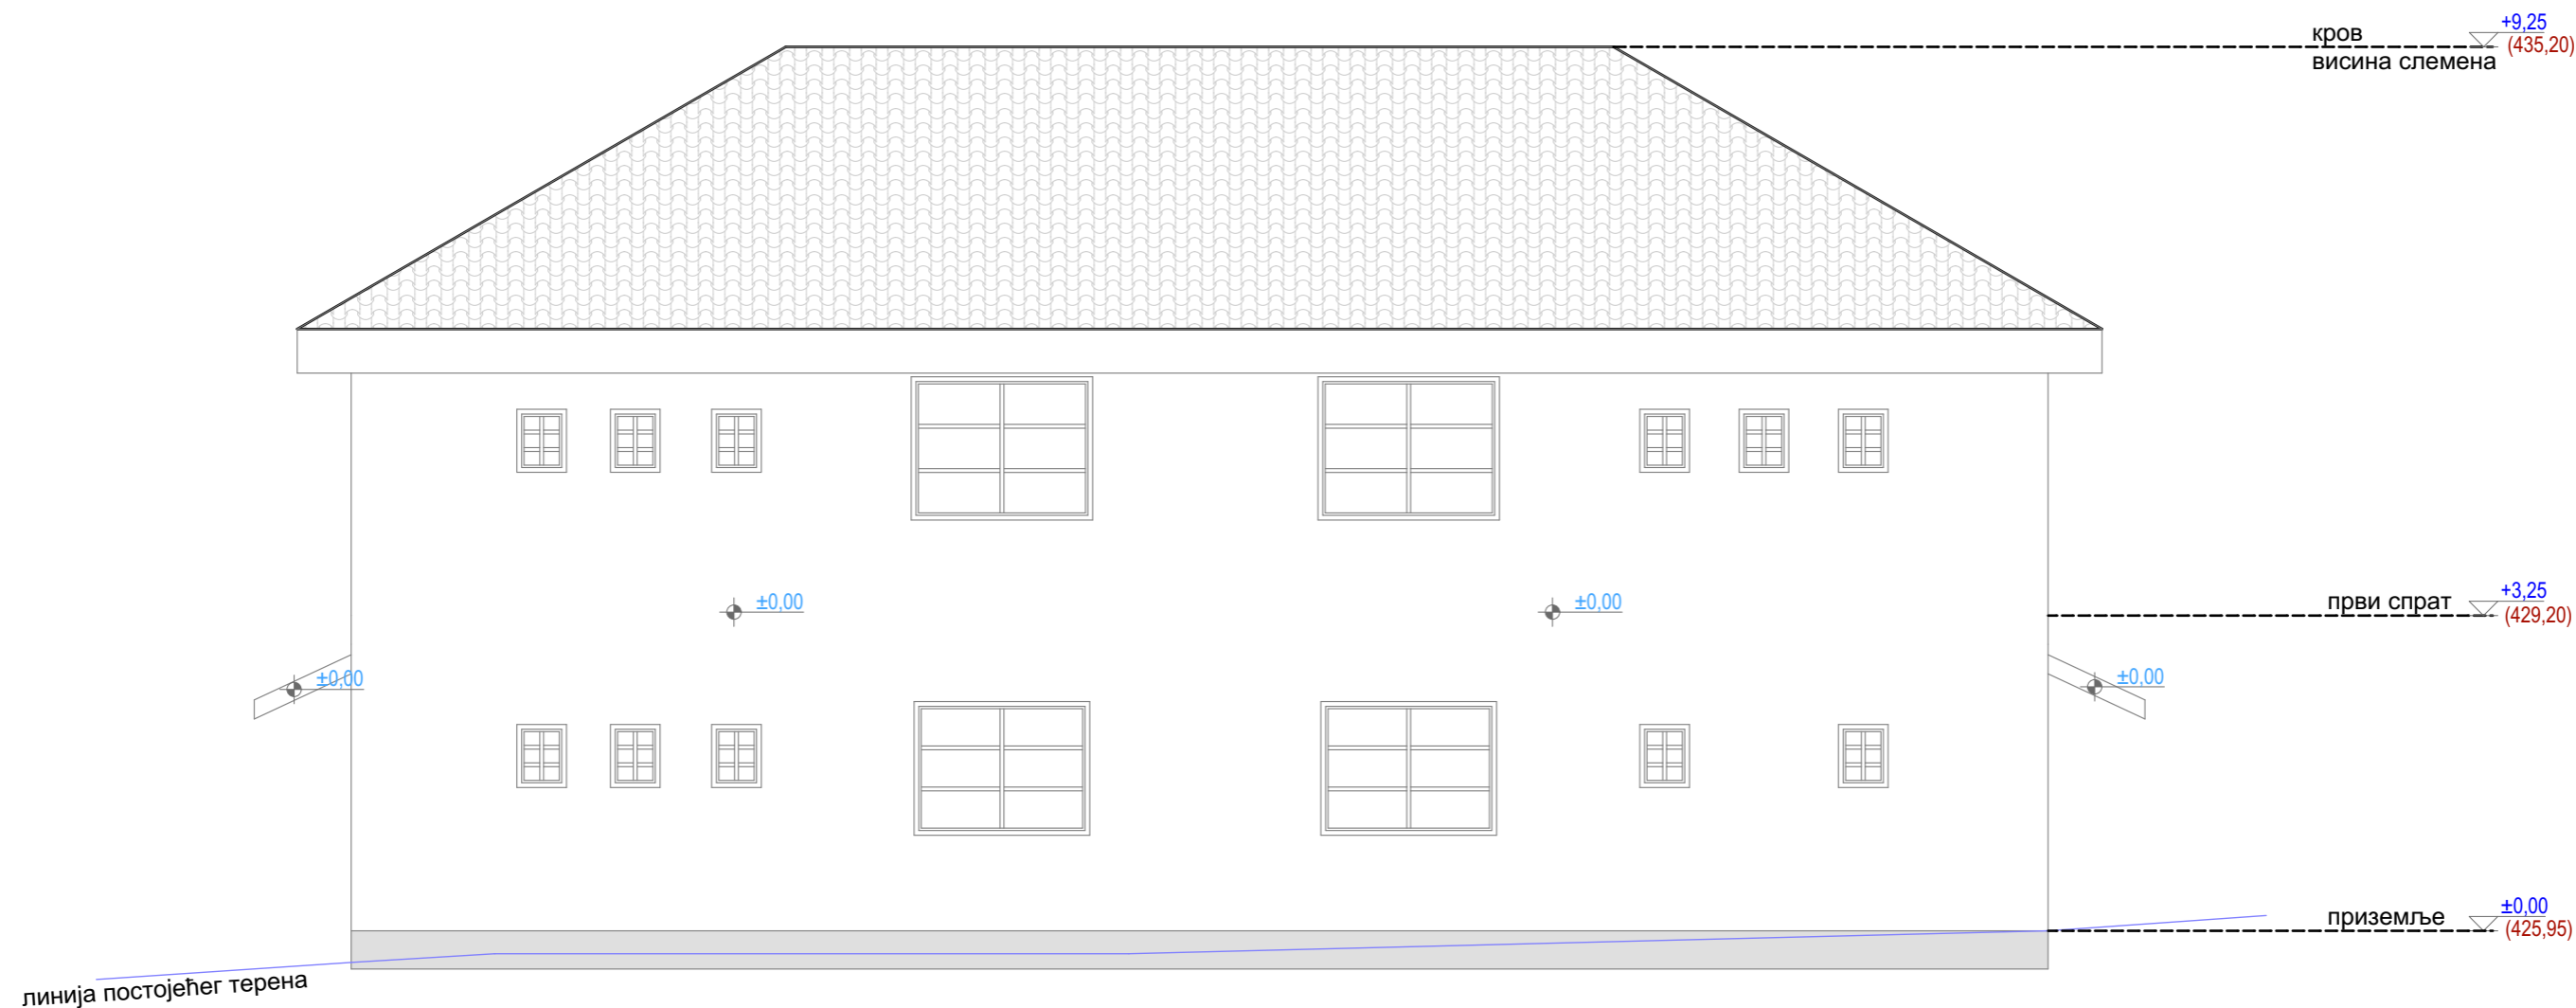 кров
+9,25
(435,20)
висина слемена
±0,00
±0,00
први спрат
+3,25
(429,20)
±0,00
±0,00
приземље
±0,00
(425,95)
линија постојећег терена